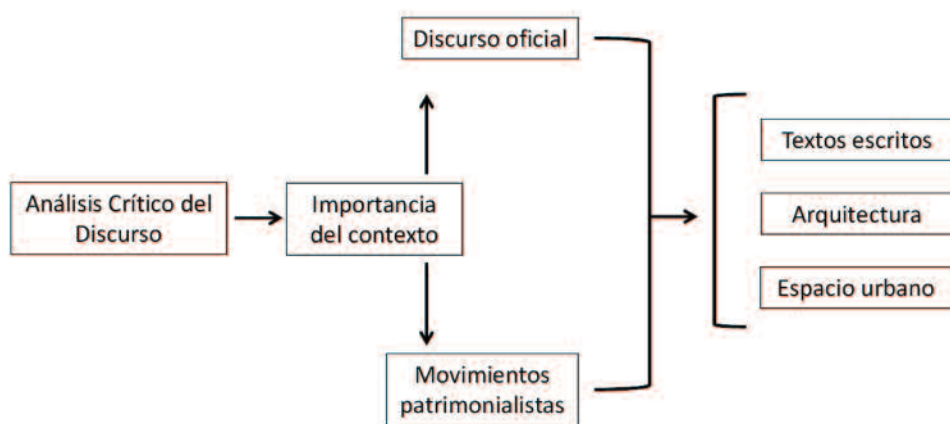 Discurso oficial
Textos escritos
Análisis Crítico del
Discurso
Importancia
del contexto
Arquitectura
Espacio urbano
Movimientos
patrimonialistas